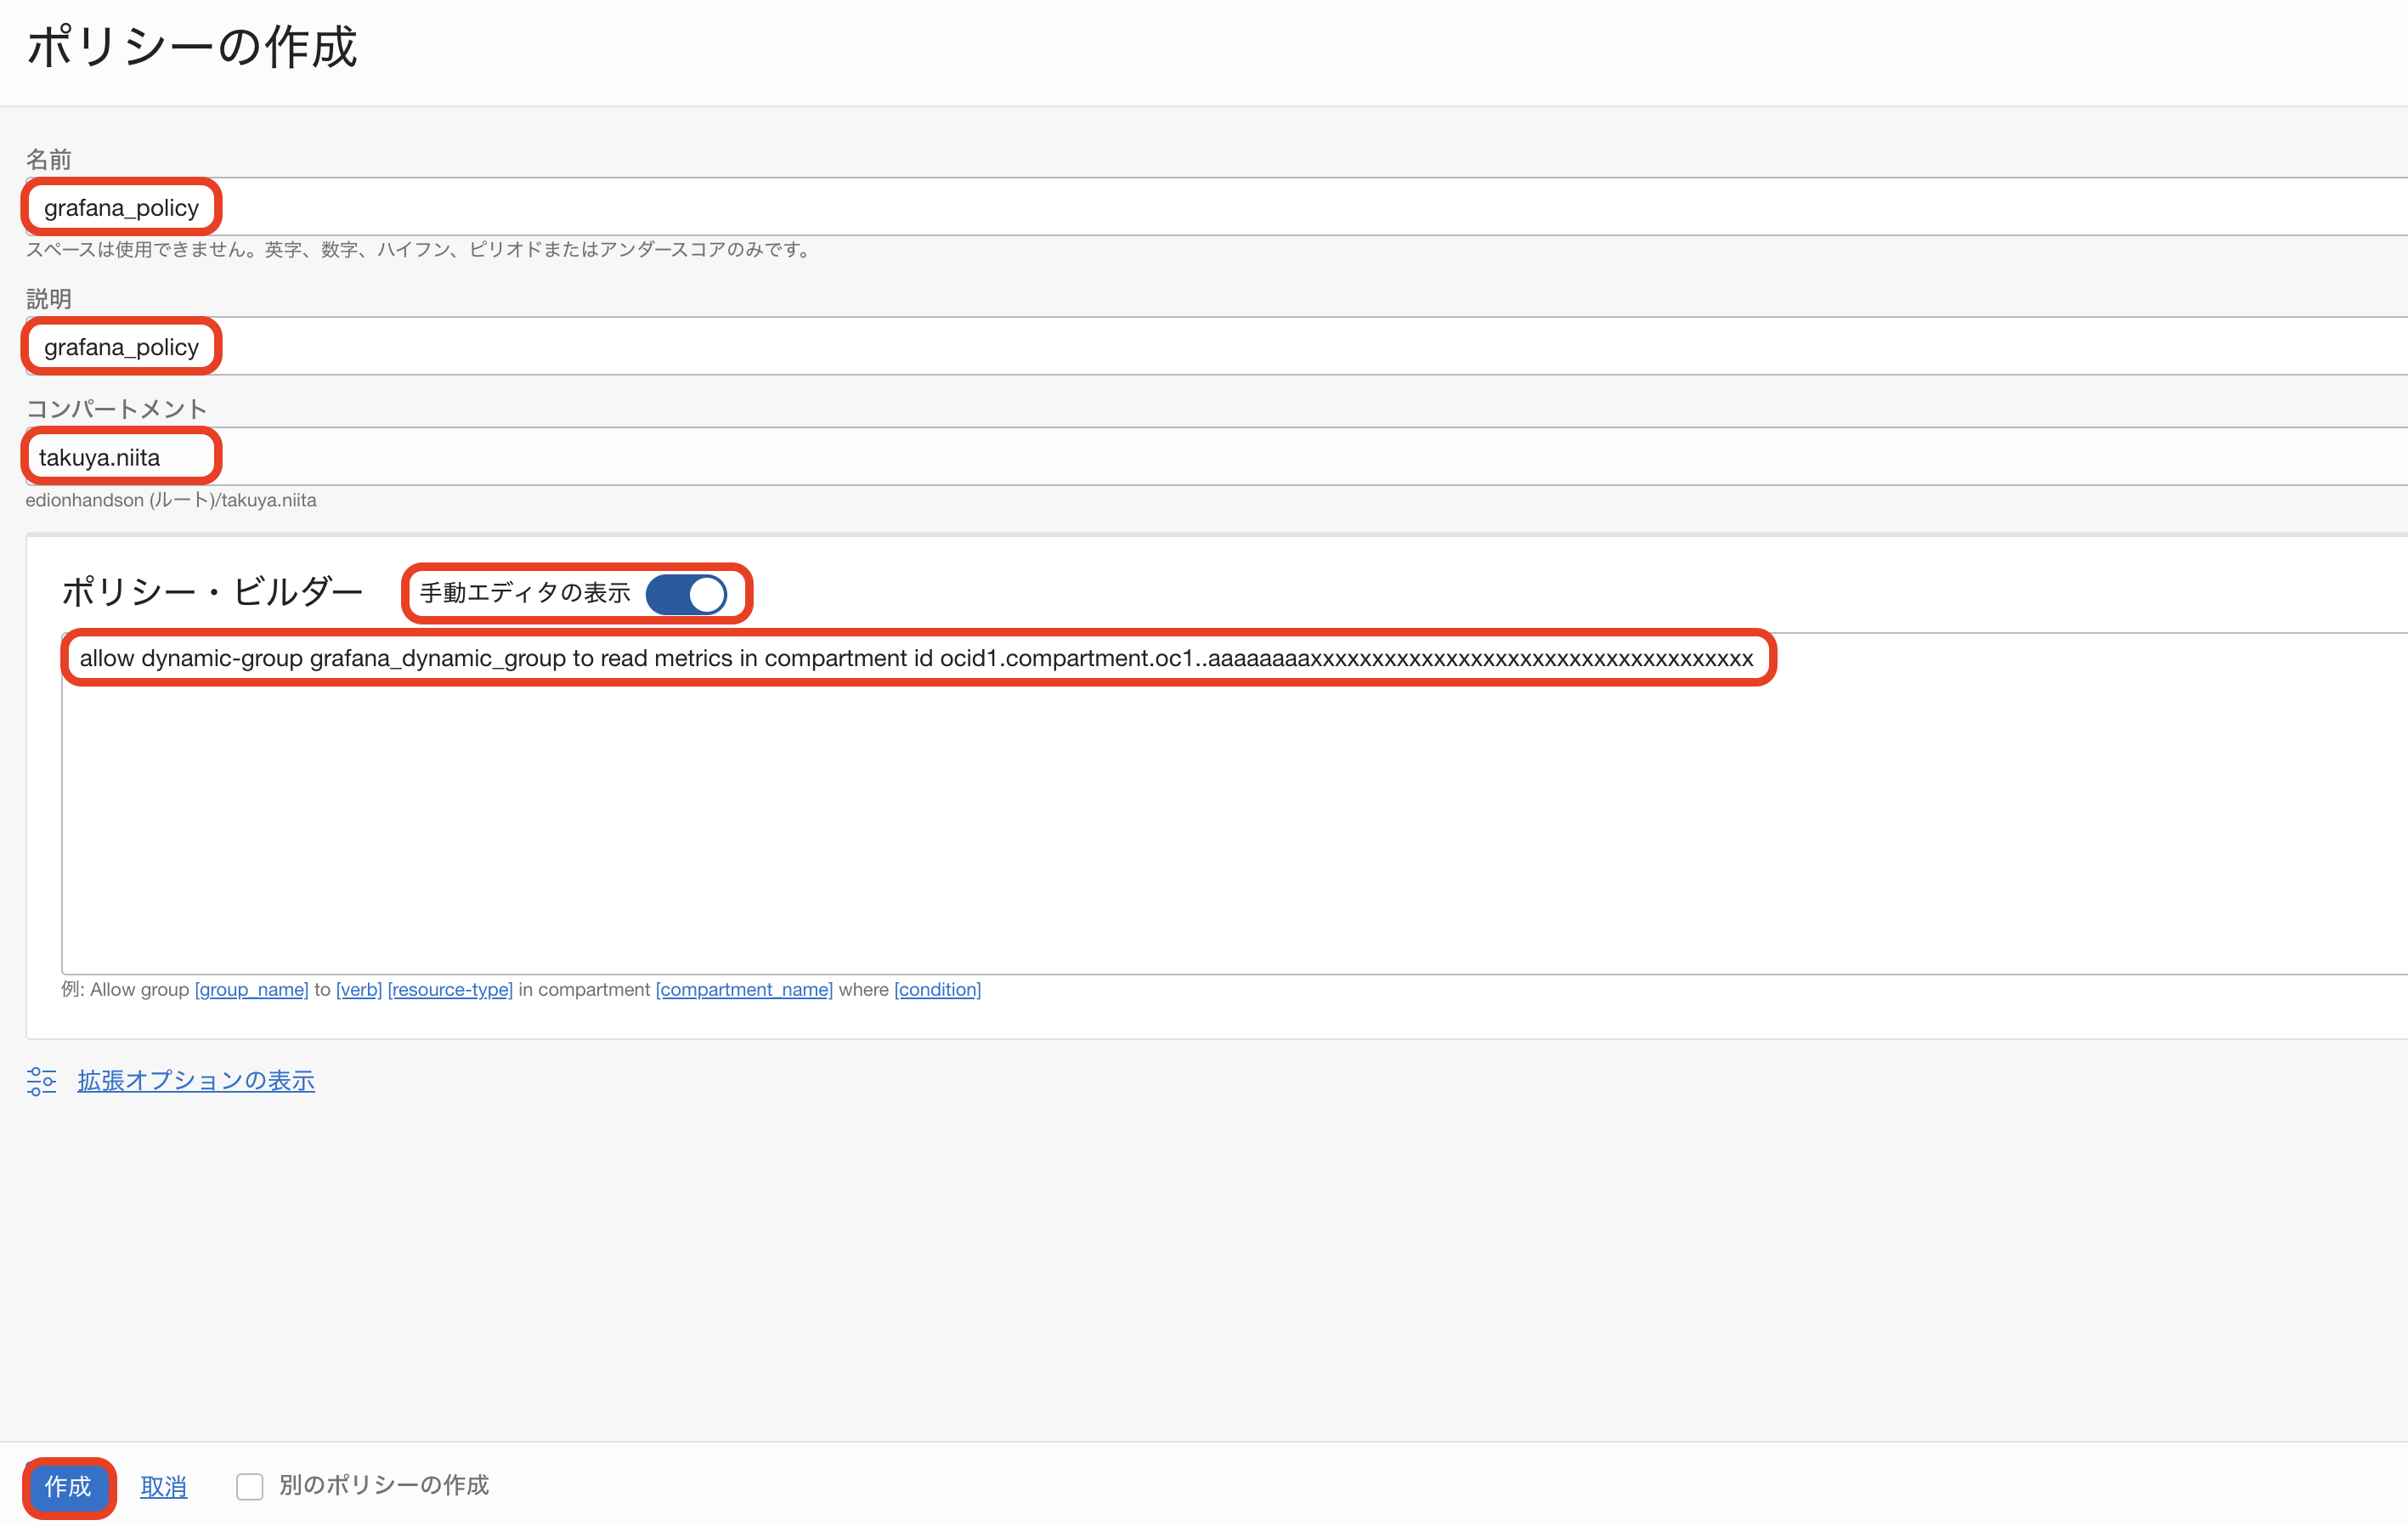 ポリシーの作成
名前
grafana_policy
スペースは使用できません。英字、数字、ハイフン、ピリオドまたはアンダースコアのみです。
説明
grafana_policy
コンパートメント
takuya.niita
edionhandson (ルート)/takuya.niita
ポリシー・ビルダー 手動エディタの表示
allow dynamic-group grafana_dynamic_group to read metrics in compartment id ocid1.compartment.oc1..aaaaaaaaxxxxxxxxxxxxxxxxxxxxxxxxxxxxxxxxxxxx
例: Allow group [group_name] to [verb] [resource-type] in compartment [compartment_name] where [condition]
拡張オプションの表示
作成 取消 別のポリシーの作成